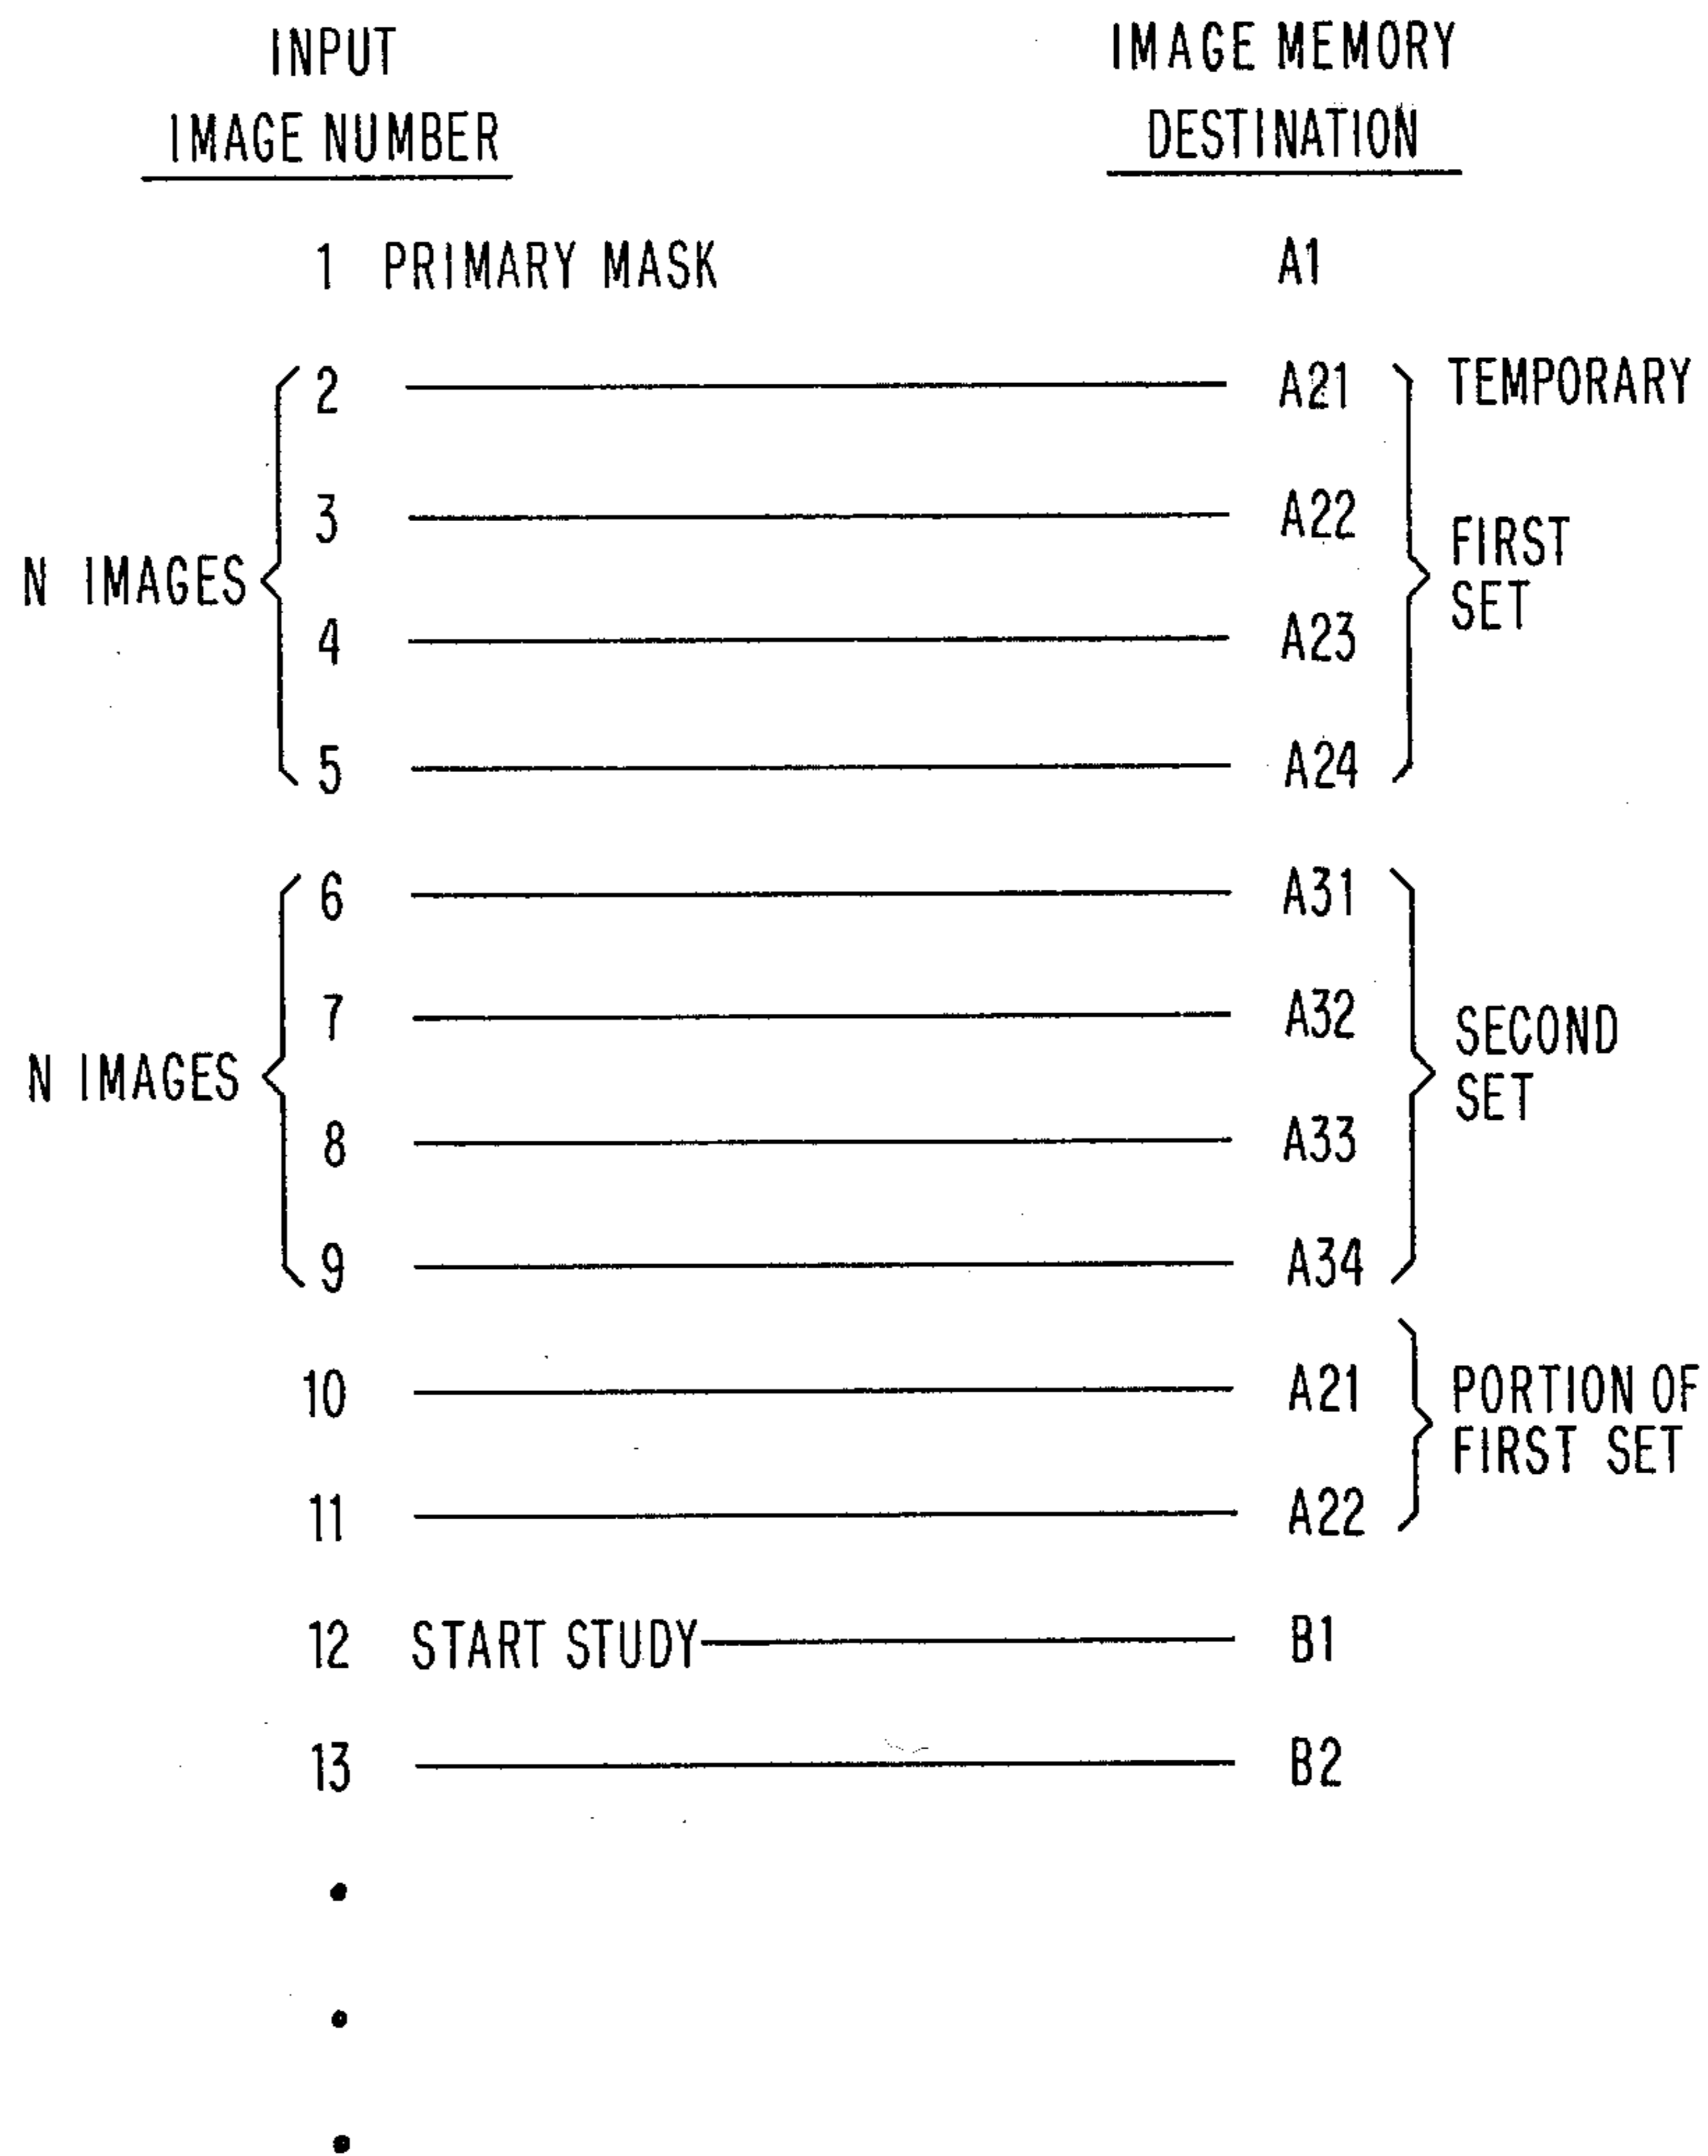 INPUT
IMAGE NUMBER
IMAGE MEMORY
DESTINATION
1 PRIMARY MASK A1
2 A21 TEMPORARY
3 A22
N IMAGES
FIRST
SET
4 A23
5 A24
6 A31
7 A32
N IMAGES
SECOND
SET
8 A33
9 A34
10 A21
PORTION OF
FIRST SET
11 A22
12 START STUDY B1
13 B2